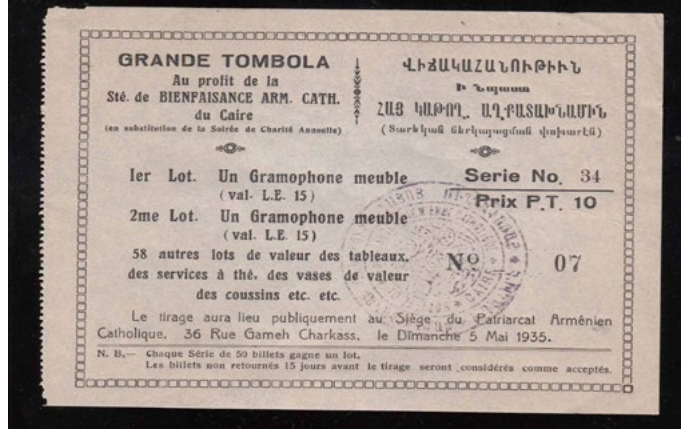 GRANDE TOMBOLA
Au profit de la
Sté. de BIENFAISANCE ARM. CATH.
du Caire
(en substitution de la Soirée de Charité Annuelle)
ՎԻՃԱԿԱՀԱՆՈՒԹԻՒՆ
Ի Նպաստ
ՀԱՅ ԿԱԹՈՂ. ԱՂՔԱՏԱԽՆԱՄԻՆ
(Տարեկան Ներկայացման փոխարէն)
Ier Lot. Un Gramophone meuble
(val. L.E. 15)
2me Lot. Un Gramophone meuble
(val. L.E. 15)
58 autres lots de valeur des tableaux,
des services à thé, des vases de valeur
des coussins etc. etc.
Serie No. 34
Prix P.T. 10
No 07
Le tirage aura lieu publiquement au Siège du Patriarcat Arménien
Catholique, 36 Rue Gameh Charkass, le Dimanche 5 Mai 1935.
N. B.— Chaque Série de 50 billets gagne un lot.
Les billets non retournés 15 jours avant le tirage seront considérés comme acceptés.